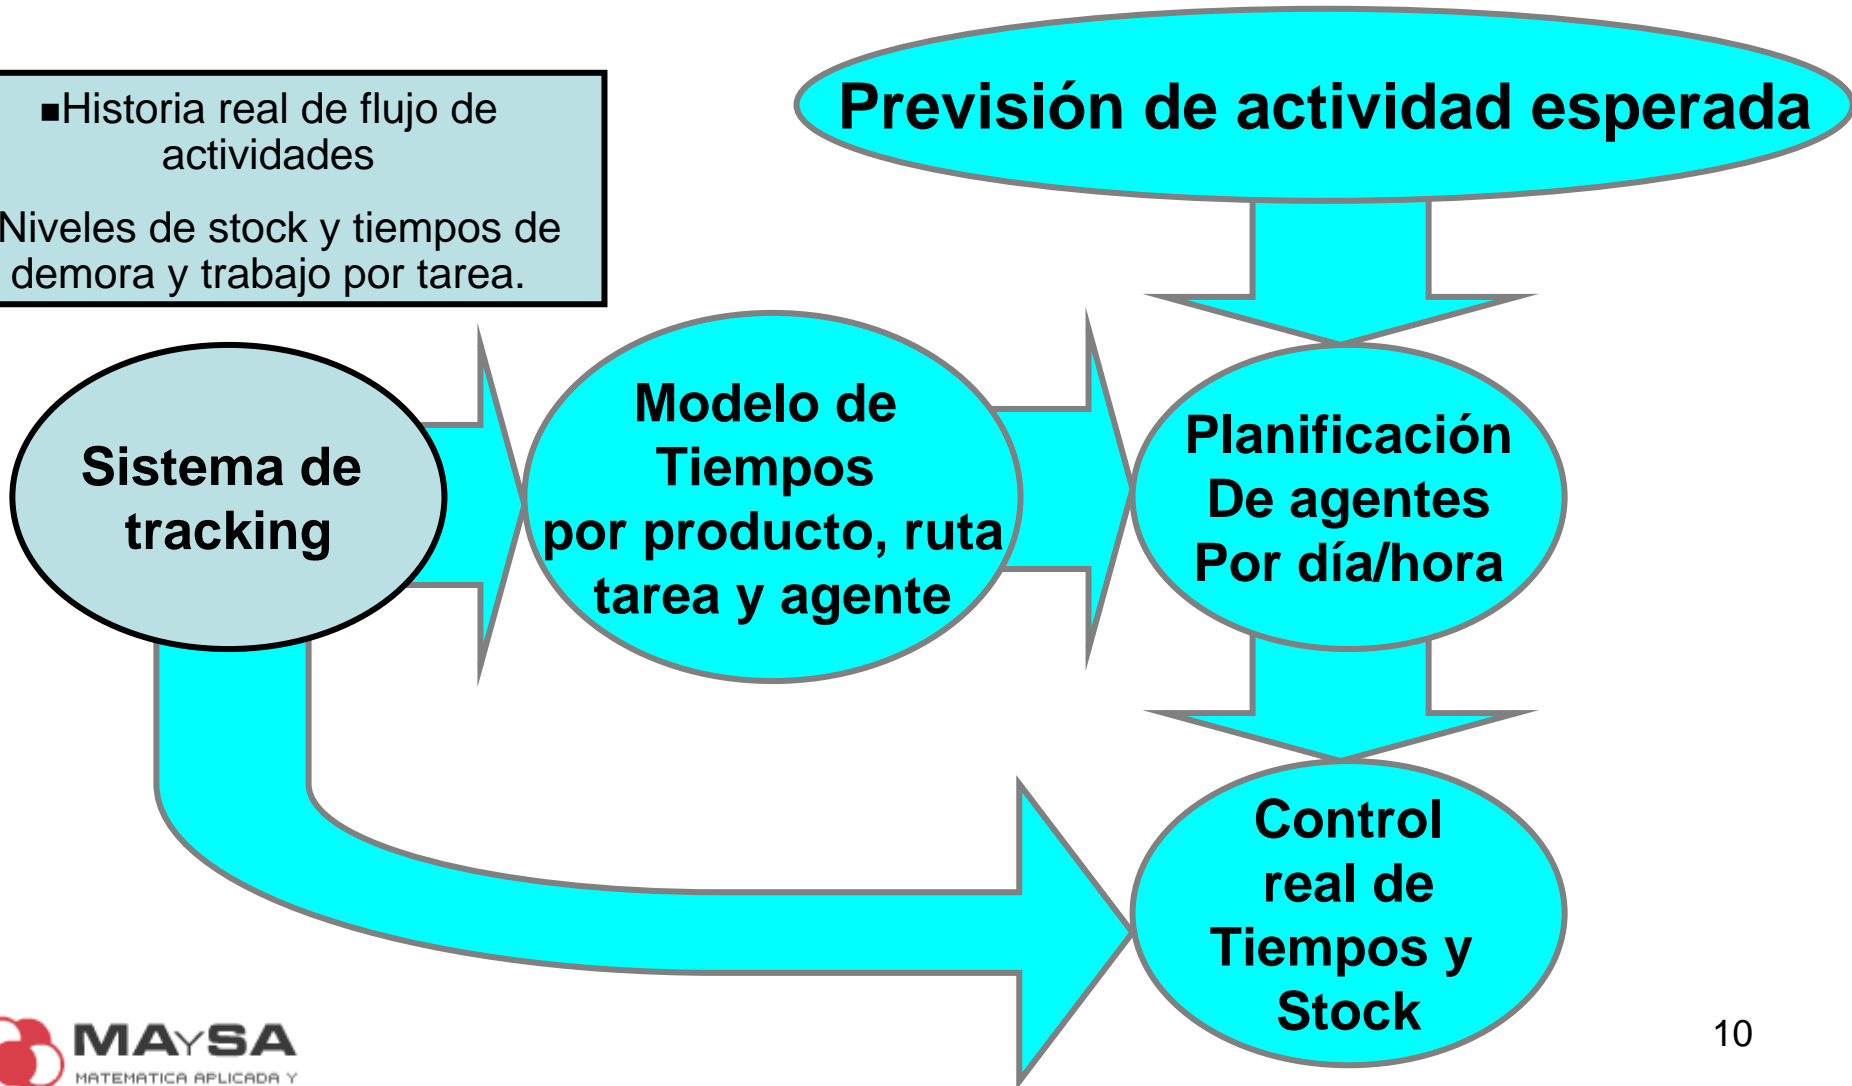 Previsión de actividad esperada
■Historia real de flujo de
actividades
Niveles de stock y tiempos de
demora y trabajo por tarea.
Sistema de
tracking
Modelo de
Tiempos
por producto, ruta
tarea y agente
Planificación
De agentes
Por día/hora
Control
real de
Tiempos y
Stock
MAYSA
MATEMATICA APLICADA Y
10